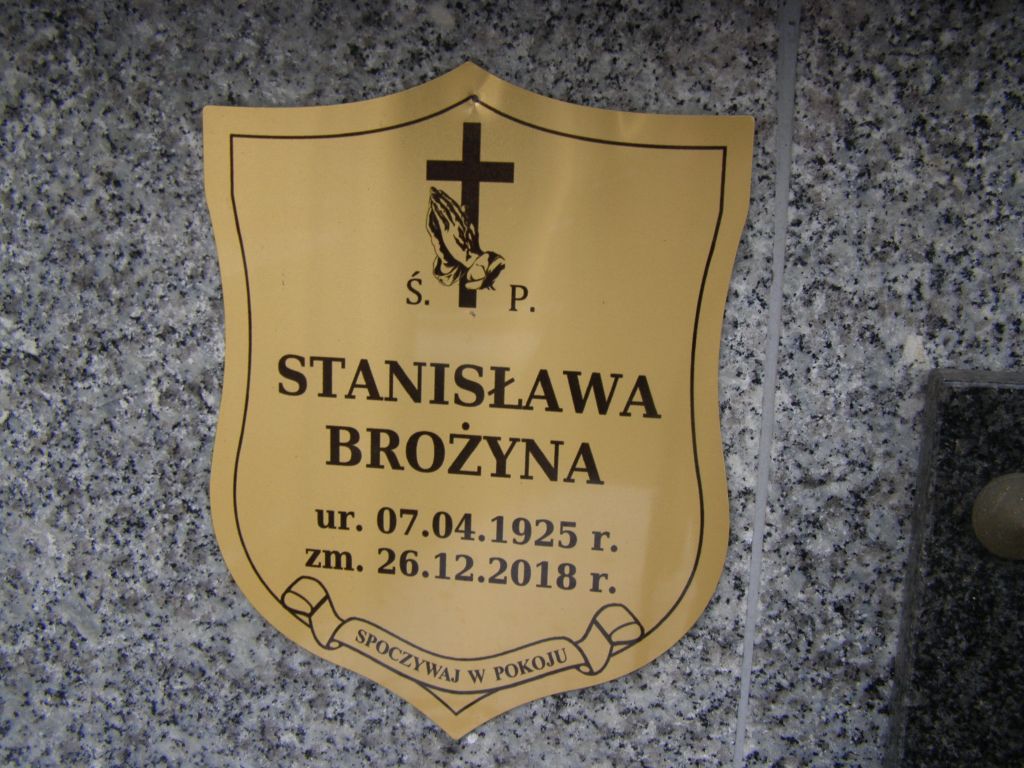 Ś. P.
STANISŁAWA
BROŻYNA
ur. 07.04.1925 r.
zm. 26.12.2018 r.
SPOCZYWAJ W POKOJU